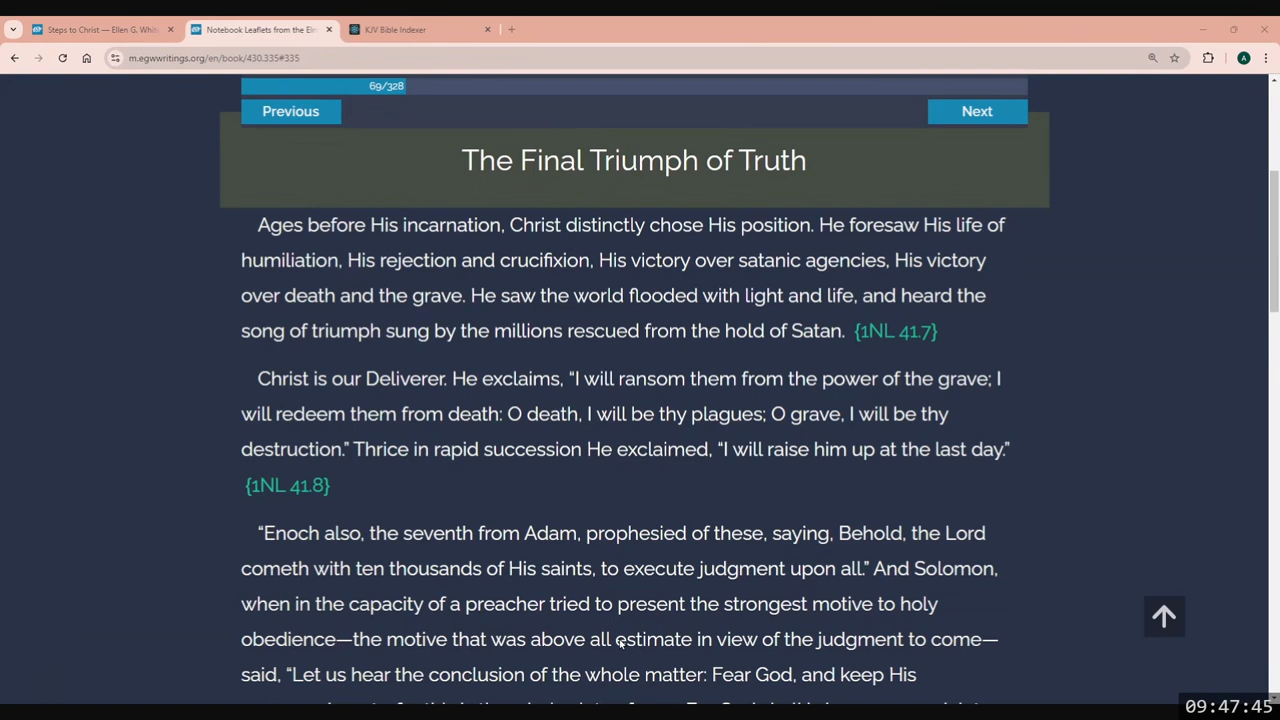 Steps to Christ — Ellen G. Whit
Notebook Leaflets from the Eln
KJV Bible Indexer
m.egwwritings.org/en/book/430.335#335
A
69/328
Previous
Next
The Final Triumph of Truth
Ages before His incarnation, Christ distinctly chose His position. He foresaw His life of
humiliation, His rejection and crucifixion, His victory over satanic agencies, His victory
over death and the grave. He saw the world flooded with light and life, and heard the
song of triumph sung by the millions rescued from the hold of Satan. {1NL 41.7}
Christ is our Deliverer. He exclaims, “I will ransom them from the power of the grave; I
will redeem them from death: O death, I will be thy plagues; O grave, I will be thy
destruction.” Thrice in rapid succession He exclaimed, “I will raise him up at the last day.”
{1NL 41.8}
“Enoch also, the seventh from Adam, prophesied of these, saying, Behold, the Lord
cometh with ten thousands of His saints, to execute judgment upon all.” And Solomon,
when in the capacity of a preacher tried to present the strongest motive to holy
obedience—the motive that was above all estimate in view of the judgment to come—
said, “Let us hear the conclusion of the whole matter: Fear God, and keep His
09:47:45